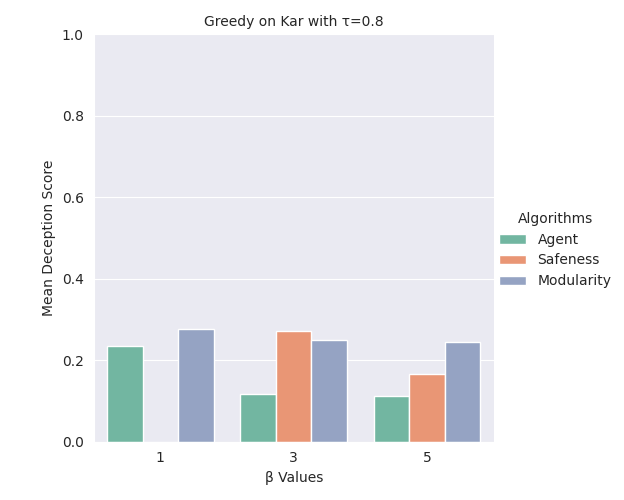 Greedy on Kar with τ=0.8
Mean Deception Score
1.0
0.8
0.6
0.4
0.2
0.0
1
3
5
β Values
Algorithms
Agent
Safeness
Modularity